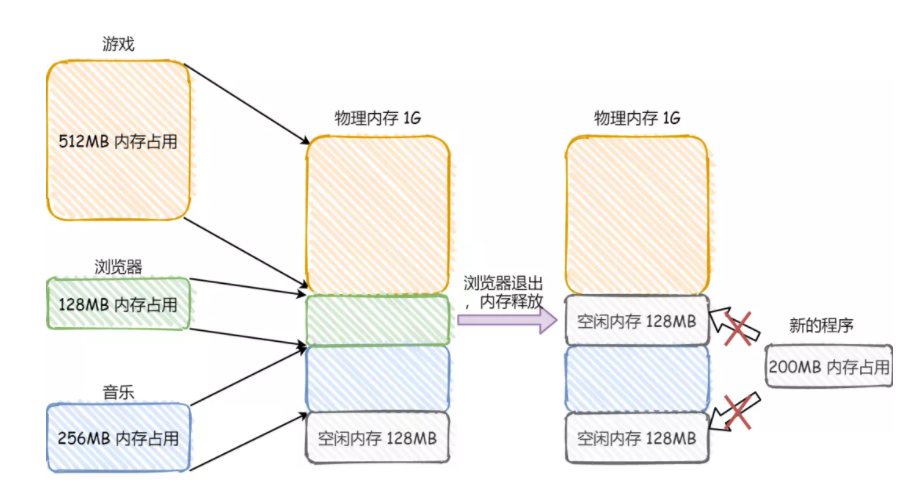 游戏
512MB 内存占用
浏览器
128MB 内存占用
音乐
256MB 内存占用
物理内存 1G
空闲内存 128MB
浏览器退出
，内存释放
物理内存 1G
空闲内存 128MB
空闲内存 128MB
新的程序
200MB 内存占用